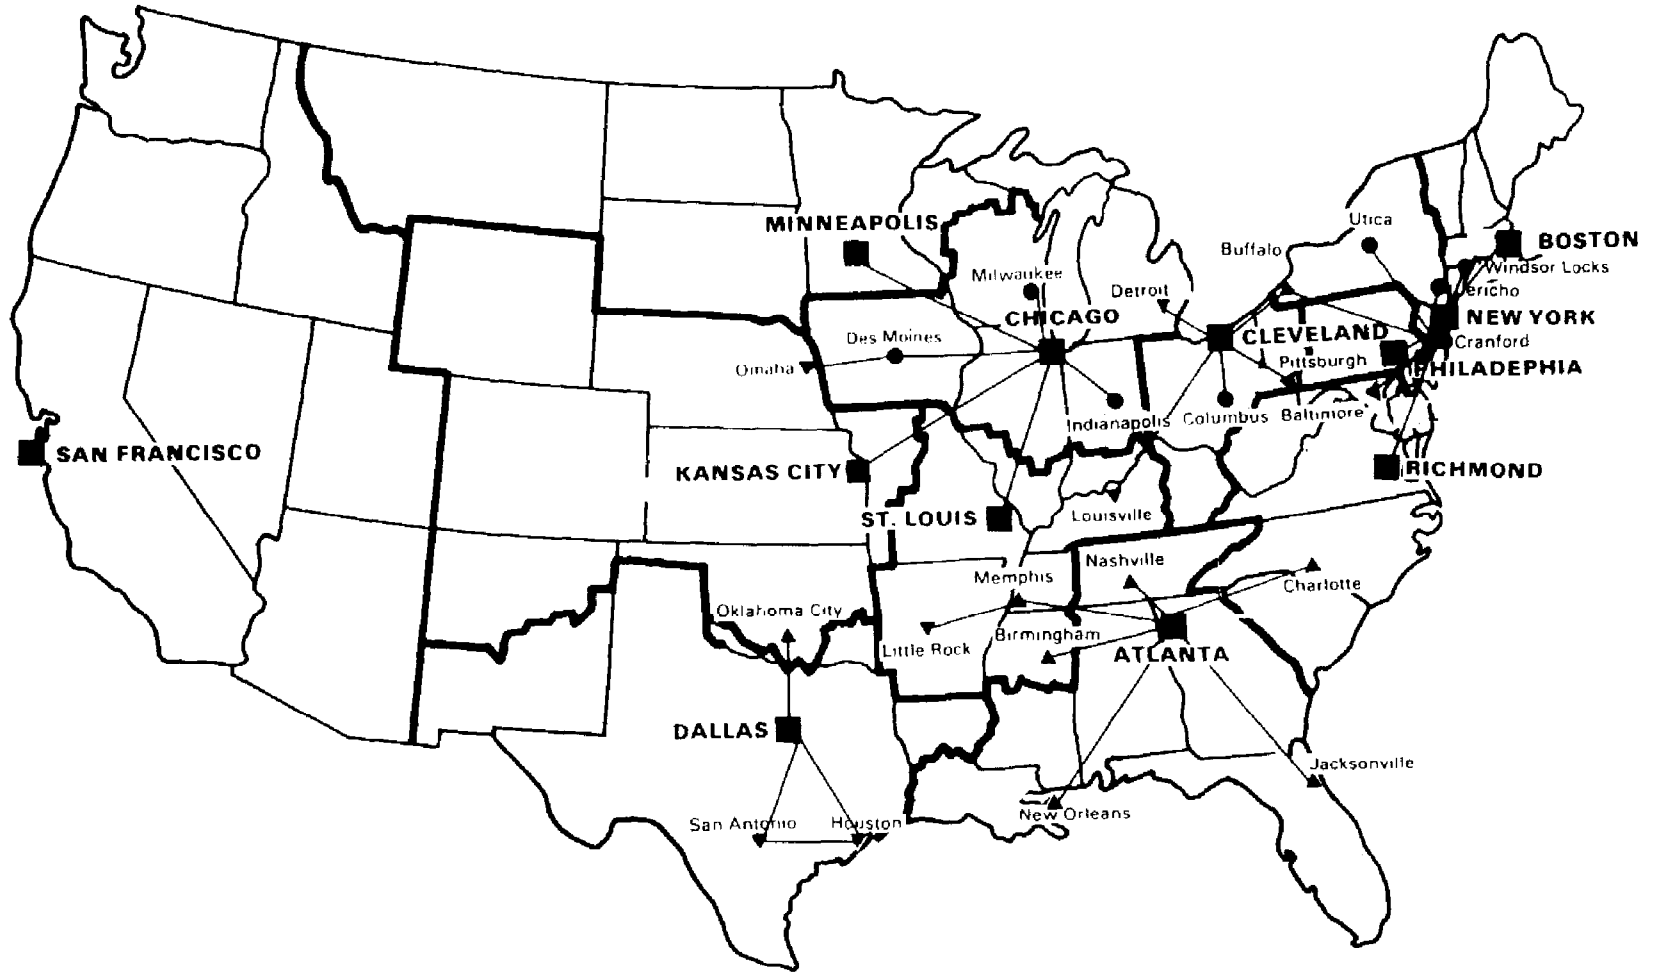 Utica
MINNEAPOLIS
BOSTON
Buffalo
Windsor Locks
Milwaukee
Detroit
Jericho
CHICAGO
NEW YORK
Des Moines
CLEVELAND
Cranford
Omaha
Pittsburgh
PHILADEPHIA
Indianapolis
Columbus
Baltimore
SAN FRANCISCO
KANSAS CITY
RICHMOND
ST. LOUIS
Louisville
Nashville
Memphis
Charlotte
Oklahoma City
Birmingham
Little Rock
ATLANTA
DALLAS
Jacksonville
New Orleans
San Antonio
Houston